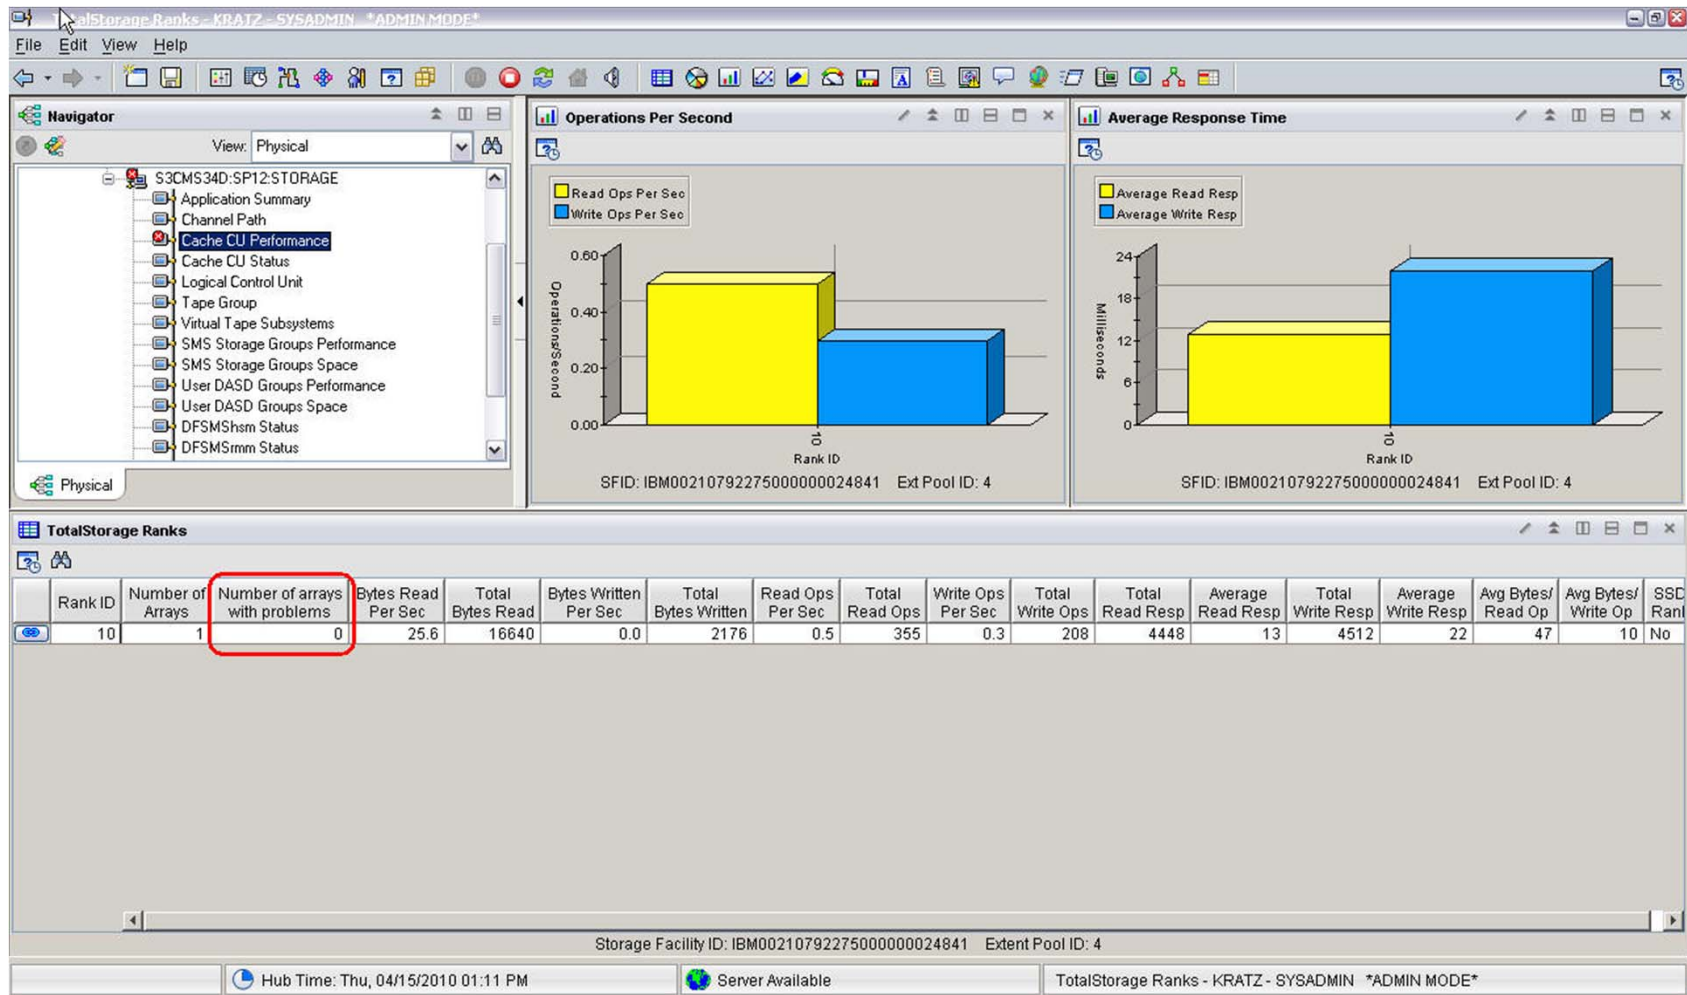 TotalStorage Ranks - KRATZ - SYSADMIN *ADMIN MODE*
File Edit View Help
Navigator
View: Physical
S3CMS34D:SP12:STORAGE
Application Summary
Channel Path
Cache CU Performance
Cache CU Status
Logical Control Unit
Tape Group
Virtual Tape Subsystems
SMS Storage Groups Performance
SMS Storage Groups Space
User DASD Groups Performance
User DASD Groups Space
DFSMShsm Status
DFSMSrmm Status
Physical
Operations Per Second
Read Ops Per Sec
Write Ops Per Sec
Operations/Second
0.60
0.40
0.20
0.00
10
Rank ID
SFID: IBM002107922750000000024841 Ext Pool ID: 4
Average Response Time
Average Read Resp
Average Write Resp
Milliseconds
24
18
12
6
0
10
Rank ID
SFID: IBM002107922750000000024841 Ext Pool ID: 4
TotalStorage Ranks
Rank ID
Number of Arrays
Number of arrays with problems
Bytes Read Per Sec
Total Bytes Read
Bytes Written Per Sec
Total Bytes Written
Read Ops Per Sec
Total Read Ops
Write Ops Per Sec
Total Write Ops
Total Read Resp
Average Read Resp
Total Write Resp
Average Write Resp
Avg Bytes/ Read Op
Avg Bytes/ Write Op
10 1 0 25.6 16640 0.0 2176 0.5 355 0.3 208 4448 13 4512 22 47 10 No
Storage Facility ID: IBM002107922750000000024841 Extent Pool ID: 4
Hub Time: Thu, 04/15/2010 01:11 PM
Server Available
TotalStorage Ranks - KRATZ - SYSADMIN *ADMIN MODE*